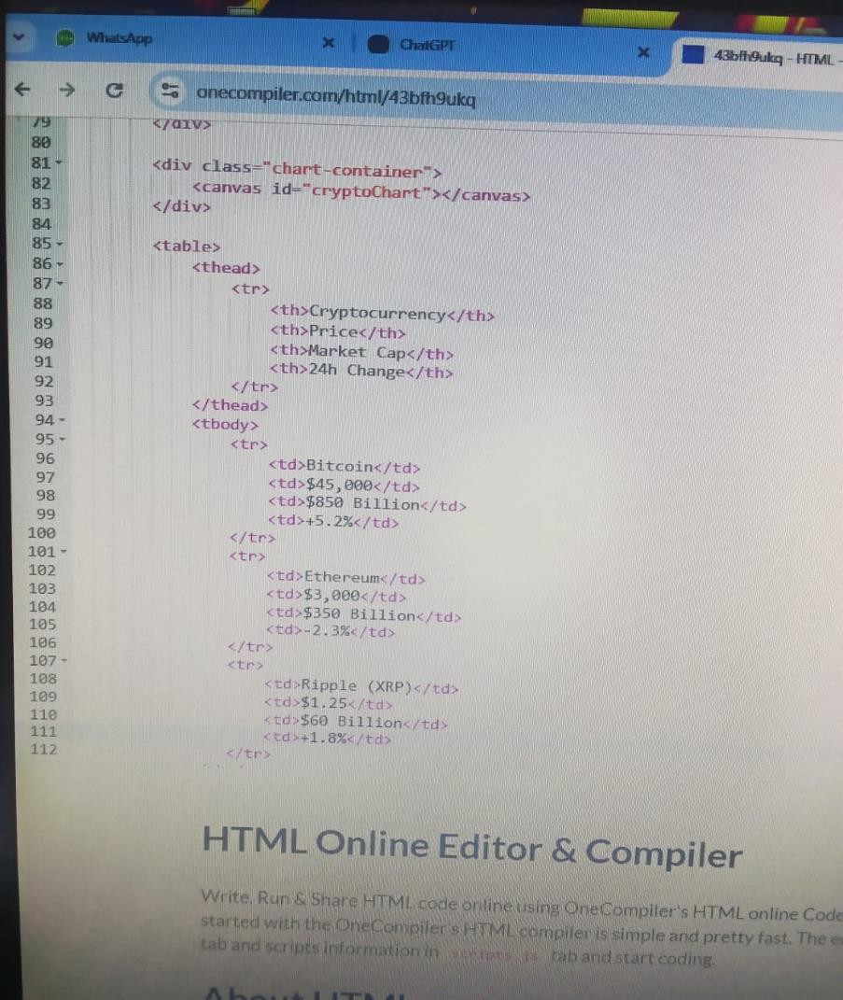 WhatsApp × ChatGPT × 43bfh9ukq - HTML -
onecompiler.com/html/43bfh9ukq
79 </div>
80
81 <div class="chart-container">
82 <canvas id="cryptoChart"></canvas>
83 </div>
84
85 <table>
86 <thead>
87 <tr>
88 <th>Cryptocurrency</th>
89 <th>Price</th>
90 <th>Market Cap</th>
91 <th>24h Change</th>
92 </tr>
93 </thead>
94 <tbody>
95 <tr>
96 <td>Bitcoin</td>
97 <td>$45,000</td>
98 <td>$850 Billion</td>
99 <td>+5.2%</td>
100 </tr>
101 <tr>
102 <td>Ethereum</td>
103 <td>$3,000</td>
104 <td>$350 Billion</td>
105 <td>-2.3%</td>
106 </tr>
107 <tr>
108 <td>Ripple (XRP)</td>
109 <td>$1.25</td>
110 <td>$60 Billion</td>
111 <td>+1.8%</td>
112 </tr>
HTML Online Editor & Compiler
Write, Run & Share HTML code online using OneCompiler's HTML online Code
started with the OneCompiler's HTML compiler is simple and pretty fast. The
tab and scripts information in scripts.js tab and start coding.
About HTML